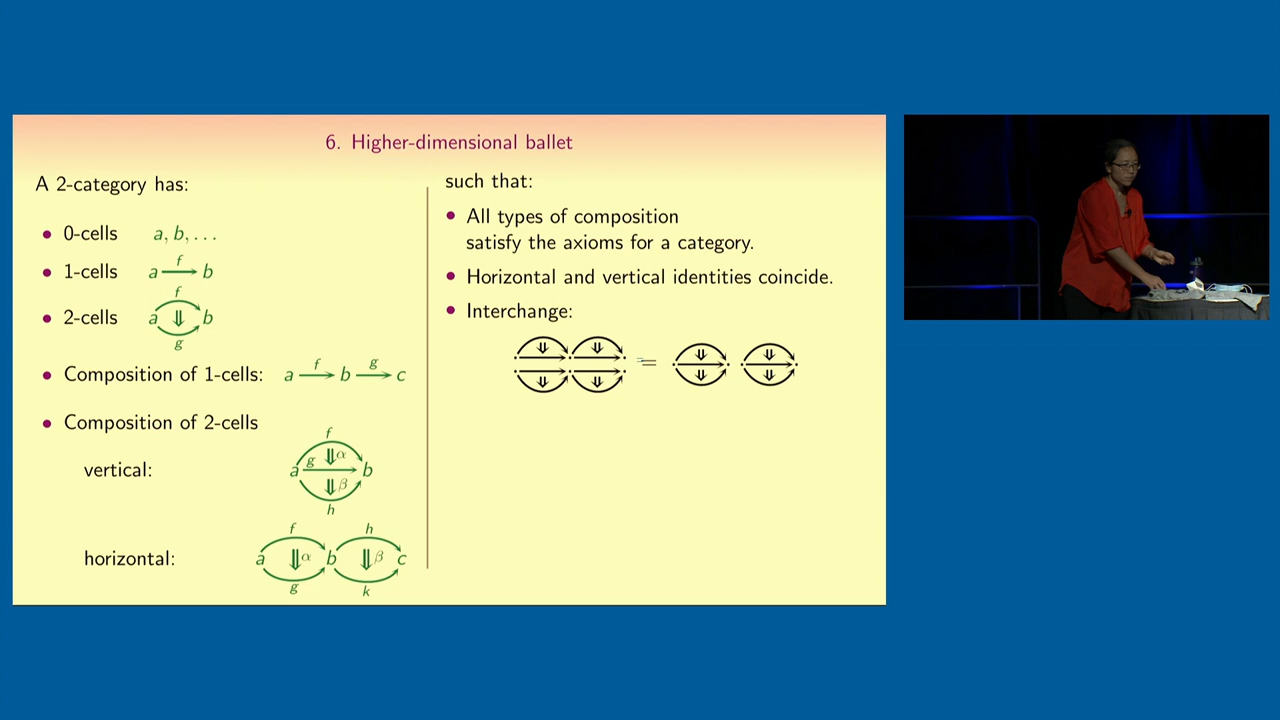 6. Higher-dimensional ballet
A 2-category has:
• 0-cells a, b, . . .
• 1-cells a f b
• 2-cells f a ⇓ b g
• Composition of 1-cells: a f b g c
• Composition of 2-cells
vertical: f a g ⇓α b ⇓β h
horizontal: f h a ⇓α b ⇓β c g k
such that:
• All types of composition
satisfy the axioms for a category.
• Horizontal and vertical identities coincide.
• Interchange:
=